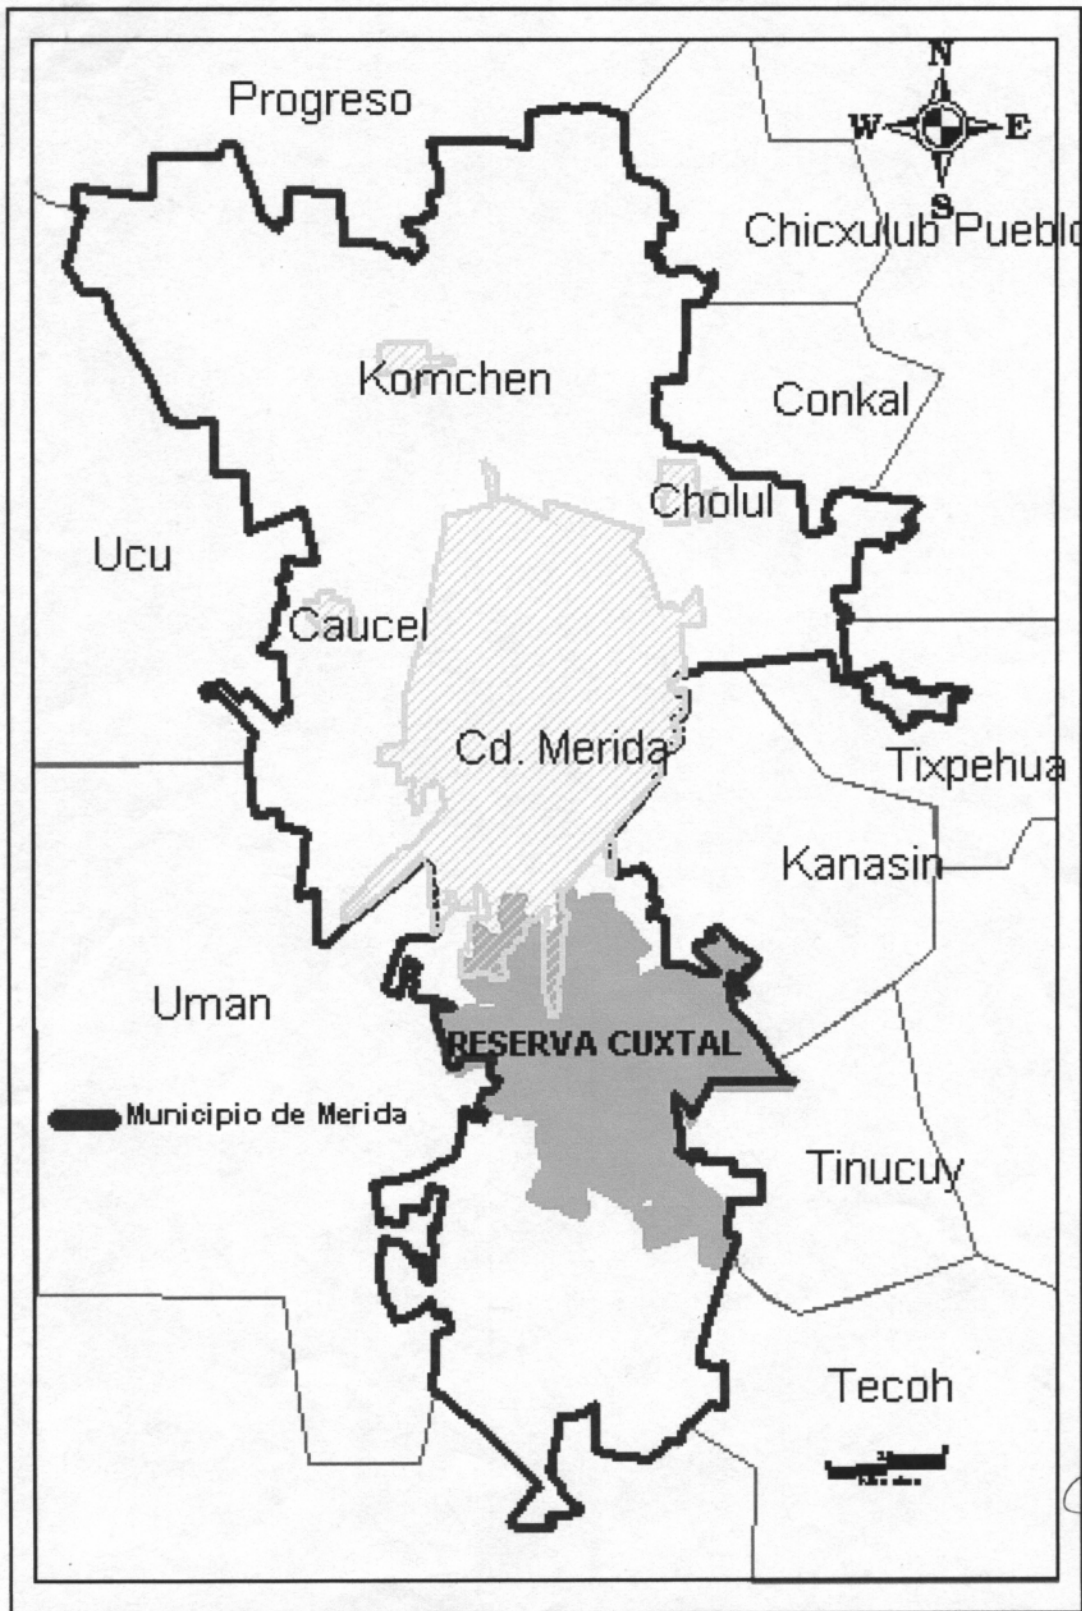 N
Progreso
W E
S
Chicxulub Pueblo
Komchen
Conkal
Cholul
Ucu
Caucel
Cd. Merida
Tixpehua
Kanasin
Uman
RESERVA CUXTAL
Municipio de Merida
Tinucuy
Tecoh